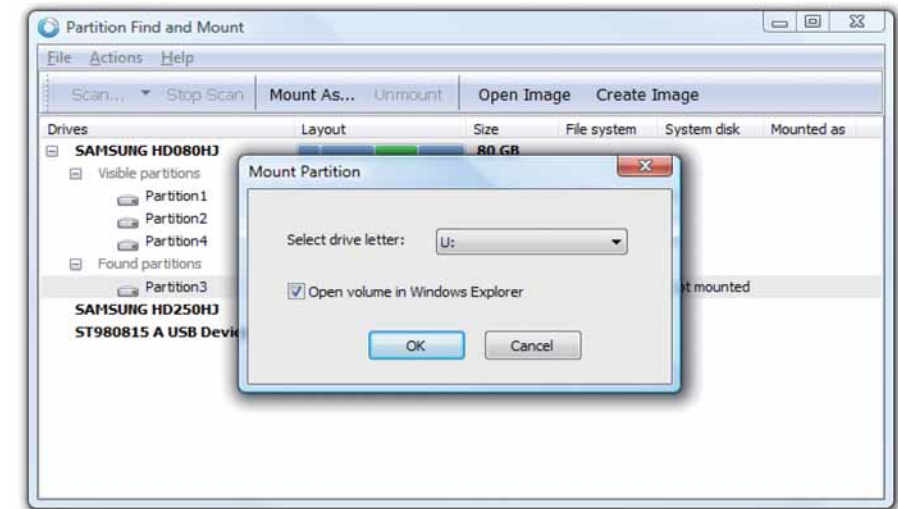 Partition Find and Mount
File Actions Help
Scan... Stop Scan Mount As... Unmount Open Image Create Image
Drives Layout Size File system System disk Mounted as
SAMSUNG HD080HJ 80 GB
Visible partitions
Mount Partition
Partition1
Partition2
Select drive letter: U:
Partition4
Found partitions
Partition3 mounted
Open volume in Windows Explorer
SAMSUNG HD250HJ
ST980815 A USB
OK Cancel